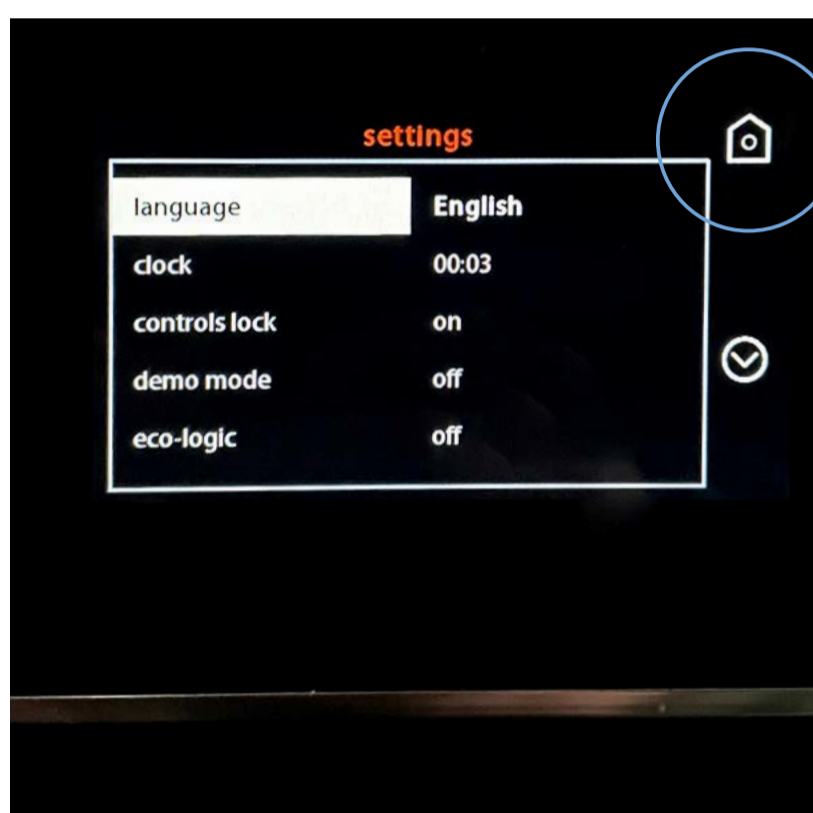 settings
language English
clock 00:03
controls lock on
demo mode off
eco-logic off